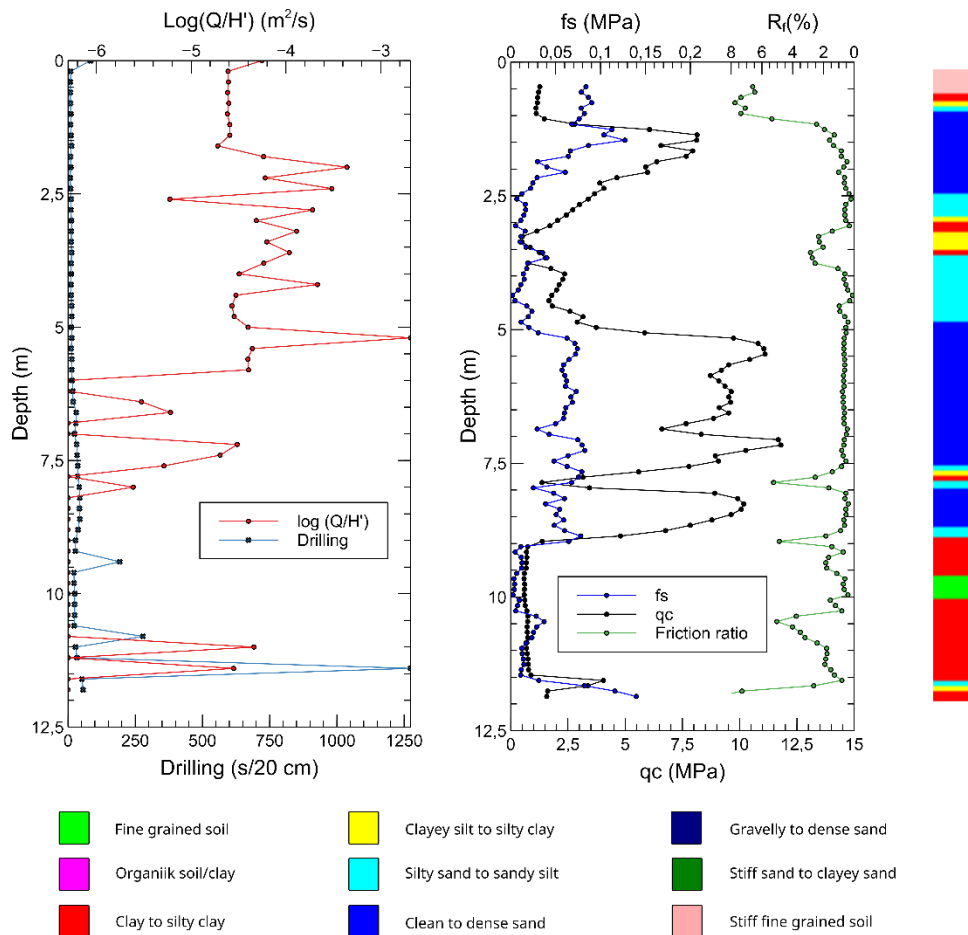 Log(Q/H') (m²/s)
−6 −5 −4 −3
0
2,5
5
7,5
10
12,5
Depth (m)
log (Q/H')
Drilling
0 250 500 750 1000 1250
Drilling (s/20 cm)
fs (MPa) Rf(%)
0 0,05 0,1 0,15 0,2 8 6 4 2 0
0
2,5
5
7,5
10
12,5
Depth (m)
fs
qc
Friction ratio
0 2,5 5 7,5 10 12,5 15
qc (MPa)
Fine grained soil Clayey silt to silty clay Gravelly to dense sand
Organiik soil/clay Silty sand to sandy silt Stiff sand to clayey sand
Clay to silty clay Clean to dense sand Stiff fine grained soil